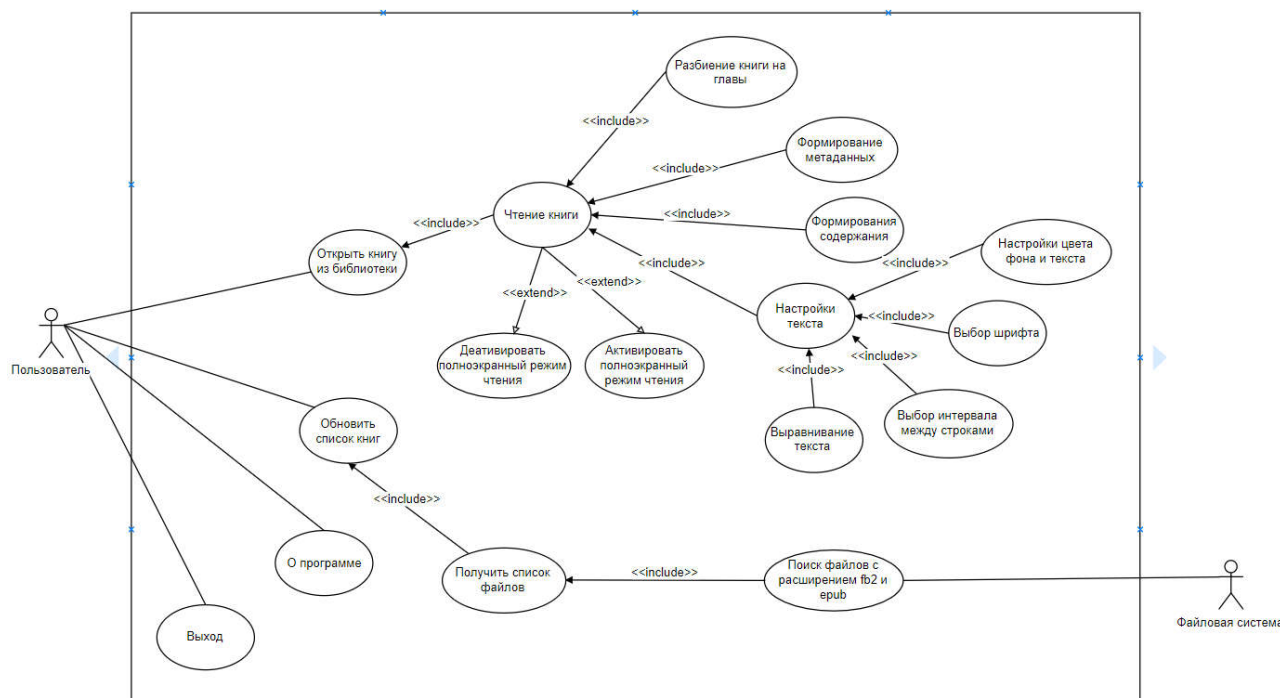 Разбиение книги на
главы
<<include>>
Формирование
метаданных
<<include>>
Чтение книги
<<include>>
<<include>>
Формирования
содержания
Открыть книгу
из библиотеки
<<include>>
Настройки цвета
фона и текста
<<include>>
<<extend>>
<<extend>>
Настройки
текста
<<include>>
Выбор шрифта
Пользователь
Деативировать
полноэкранный режим
чтения
Активировать
полноэкранный
режим чтения
<<include>>
<<include>>
Обновить
список книг
Выравнивание
текста
Выбор интервала
между строками
<<include>>
О программе
Получить список
файлов
<<include>>
Поиск файлов с
расширением fb2 и
epub
Файловая система
Выход